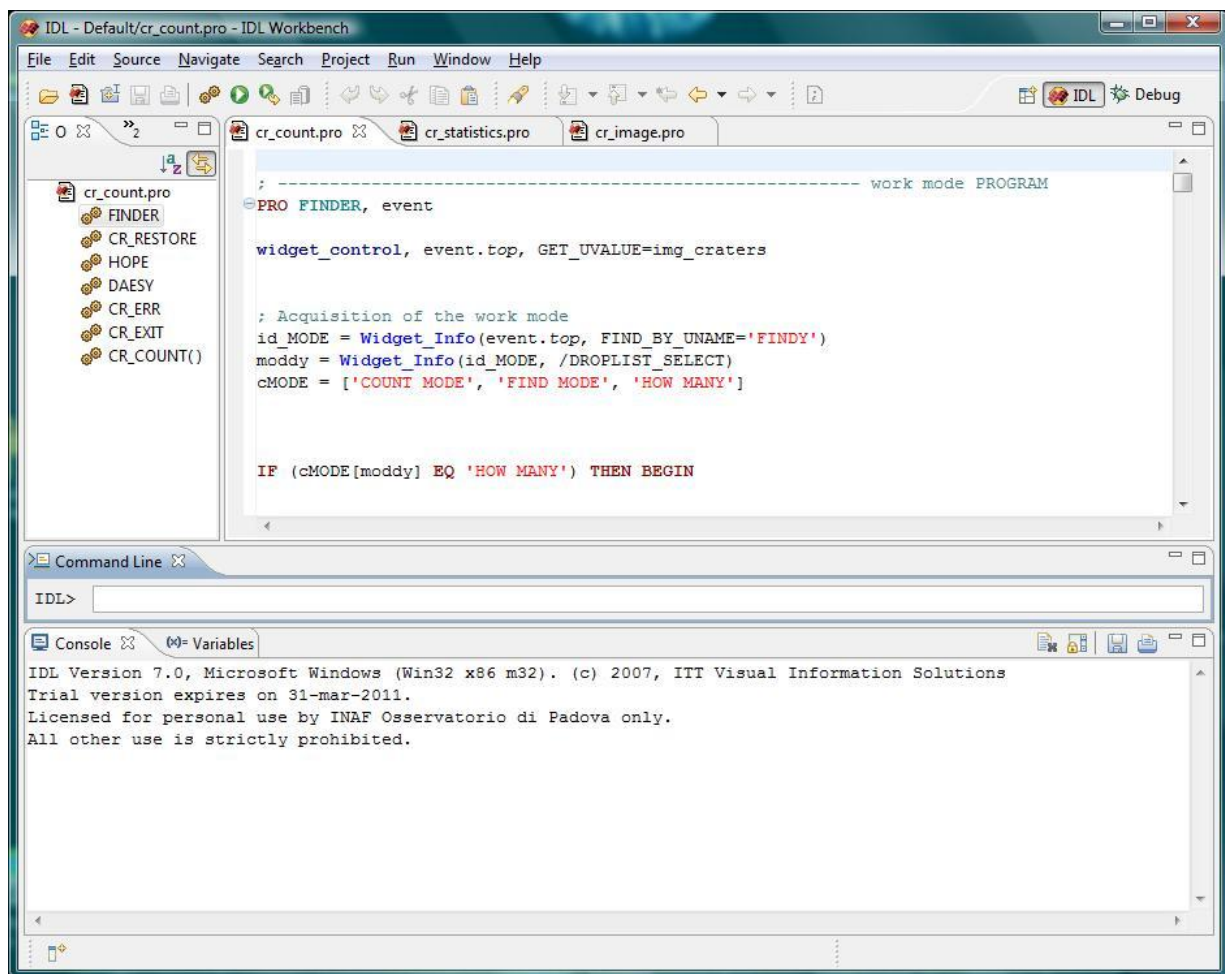 IDL - Default/cr_count.pro - IDL Workbench
File Edit Source Navigate Search Project Run Window Help
IDL Debug
O »2
cr_count.pro cr_statistics.pro cr_image.pro
cr_count.pro
FINDER
CR_RESTORE
HOPE
DAESY
CR_ERR
CR_EXIT
CR_COUNT()
; -------------------------------------------------------- work mode PROGRAM
PRO FINDER, event
widget_control, event.top, GET_UVALUE=img_craters
; Acquisition of the work mode
id_MODE = Widget_Info(event.top, FIND_BY_UNAME='FINDY')
moddy = Widget_Info(id_MODE, /DROPLIST_SELECT)
cMODE = ['COUNT MODE', 'FIND MODE', 'HOW MANY']
IF (cMODE[moddy] EQ 'HOW MANY') THEN BEGIN
Command Line
IDL>
Console (x)= Variables
IDL Version 7.0, Microsoft Windows (Win32 x86 m32). (c) 2007, ITT Visual Information Solutions
Trial version expires on 31-mar-2011.
Licensed for personal use by INAF Osservatorio di Padova only.
All other use is strictly prohibited.